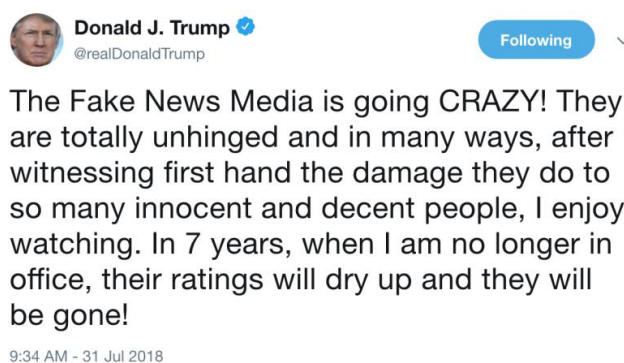 Donald J. Trump
@realDonaldTrump
Following
The Fake News Media is going CRAZY! They
are totally unhinged and in many ways, after
witnessing first hand the damage they do to
so many innocent and decent people, I enjoy
watching. In 7 years, when I am no longer in
office, their ratings will dry up and they will
be gone!
9:34 AM - 31 Jul 2018